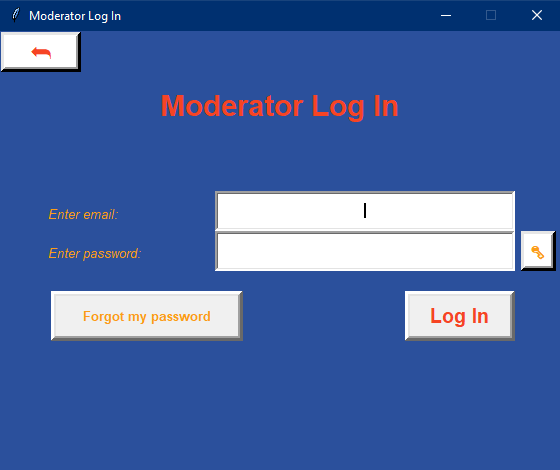 Moderator Log In
Moderator Log In
Enter email:
Enter password:
Forgot my password
Log In